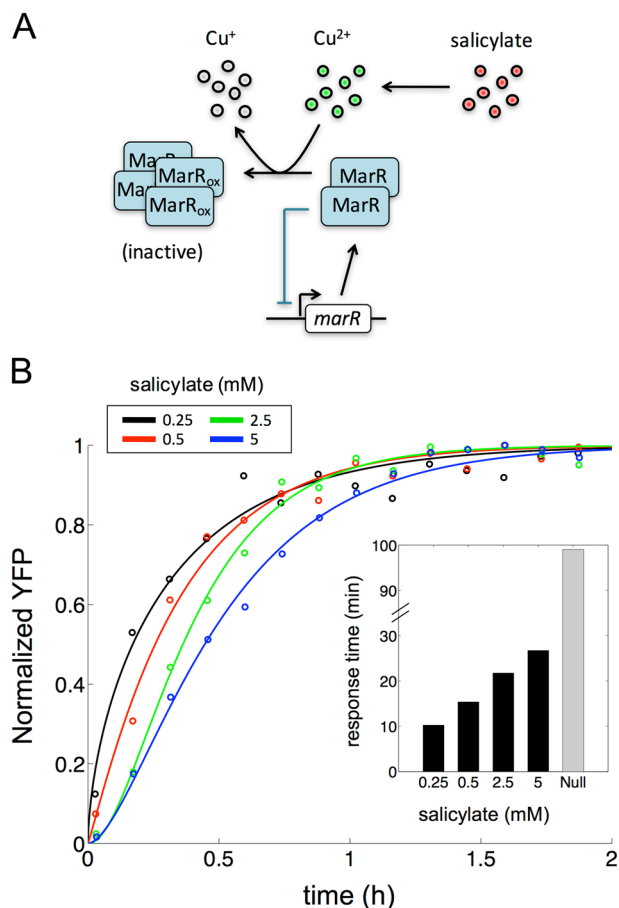 A
Cu+
Cu2+
salicylate
MarR
MarRox
MarRox
MarR
MarR
(inactive)
marR
B
salicylate (mM)
0.25
2.5
0.5
5
Normalized YFP
1
0.8
0.6
0.4
0.2
0
0
0.5
1
1.5
2
time (h)
response time (min)
100
90
30
20
10
0
0.25 0.5 2.5 5 Null
salicylate (mM)